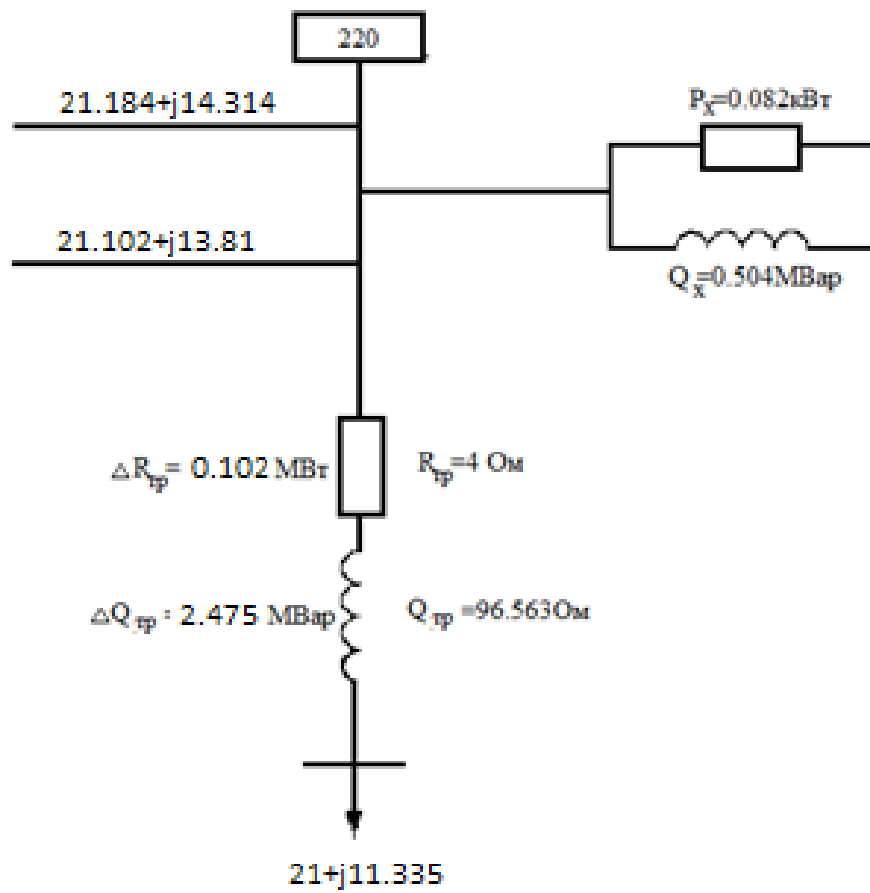 220
21.184+j14.314
Pₓ=0.082кВт
21.102+j13.81
Qₓ=0.504МВар
△Rтр= 0.102 МВт
Rтр=4 Ом
△Qтр= 2.475 МВар
Qтр=96.563Ом
21+j11.335